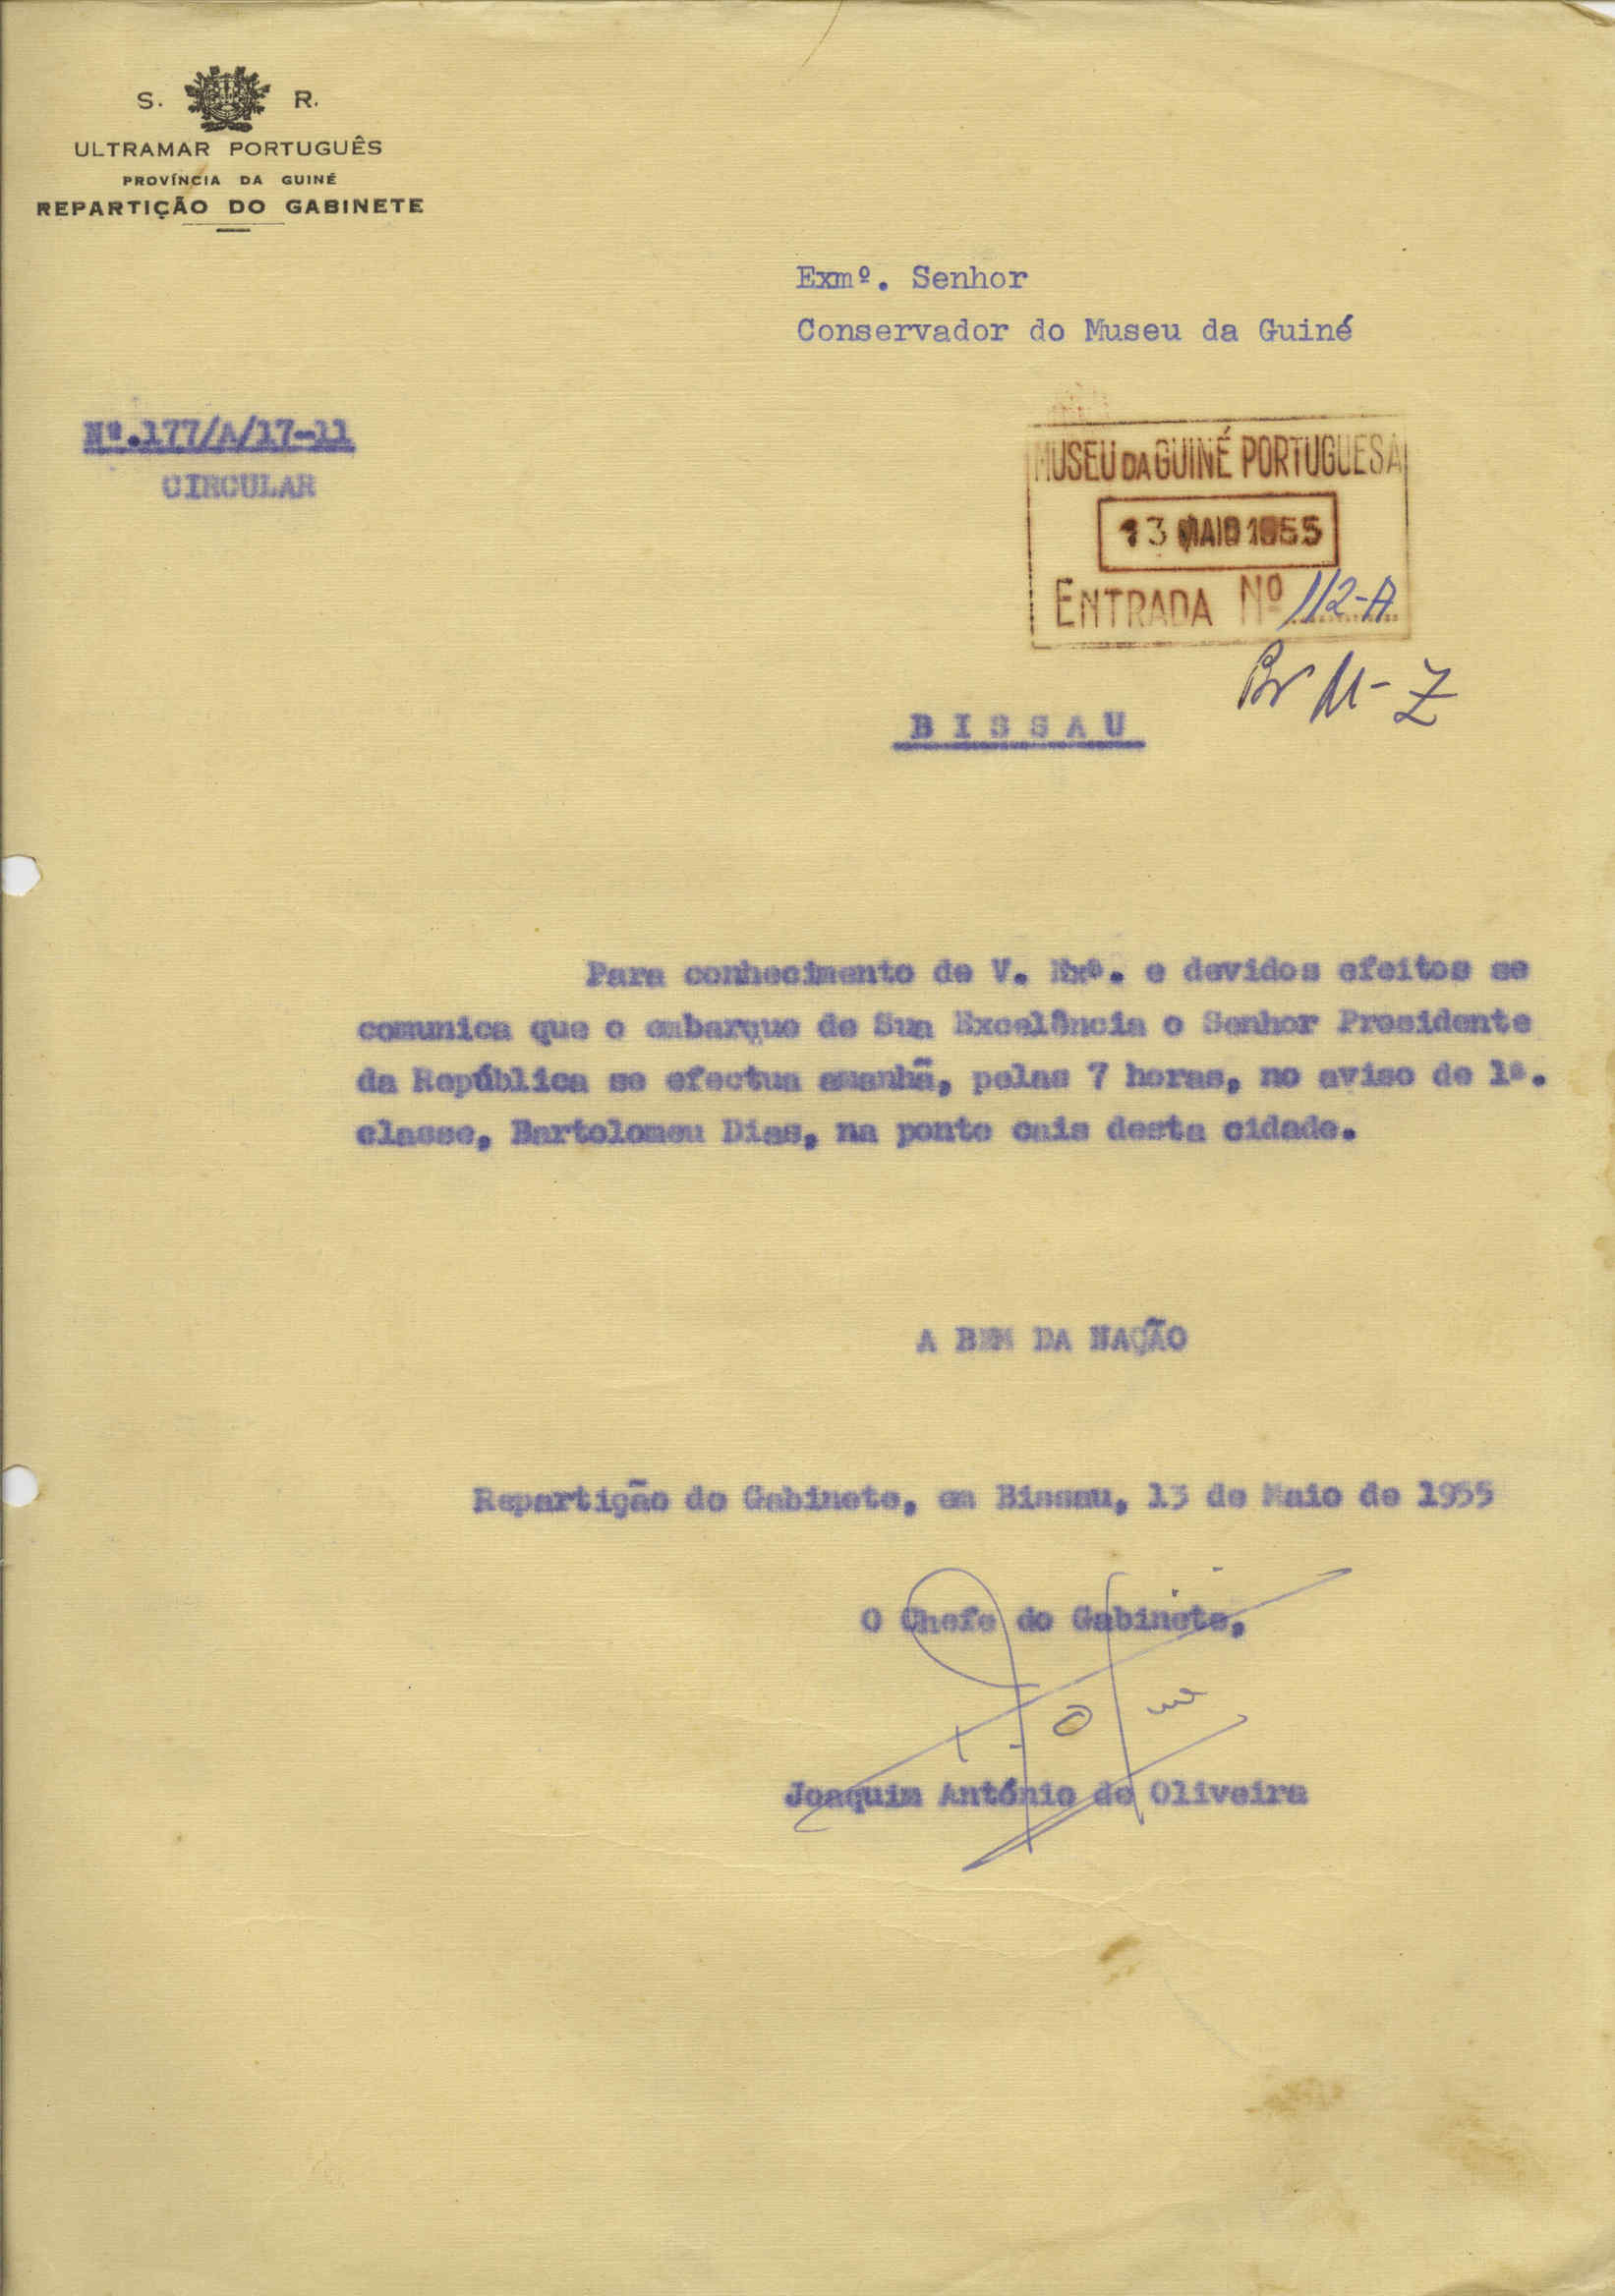 S. R.
ULTRAMAR PORTUGUÊS
PROVÍNCIA DA GUINÉ
REPARTIÇÃO DO GABINETE
Exmº. Senhor
Conservador do Museu da Guiné
Nº.177/A/17-11
CIRCULAR
MUSEU DA GUINÉ PORTUGUESA
13 MAIO 1955
ENTRADA Nº 112-A
BISSAU
Para conhecimento de V. Exª. e devidos efeitos se
comunica que o embarque de Sua Excelência o Senhor Presidente
da República se efectua amanhã, pelas 7 horas, no aviso de 1ª.
classe, Bartolomeu Dias, na ponte cais desta cidade.
A BEM DA NAÇÃO
Repartição do Gabinete, em Bissau, 13 de Maio de 1955
O Chefe do Gabinete,
Joaquim António de Oliveira